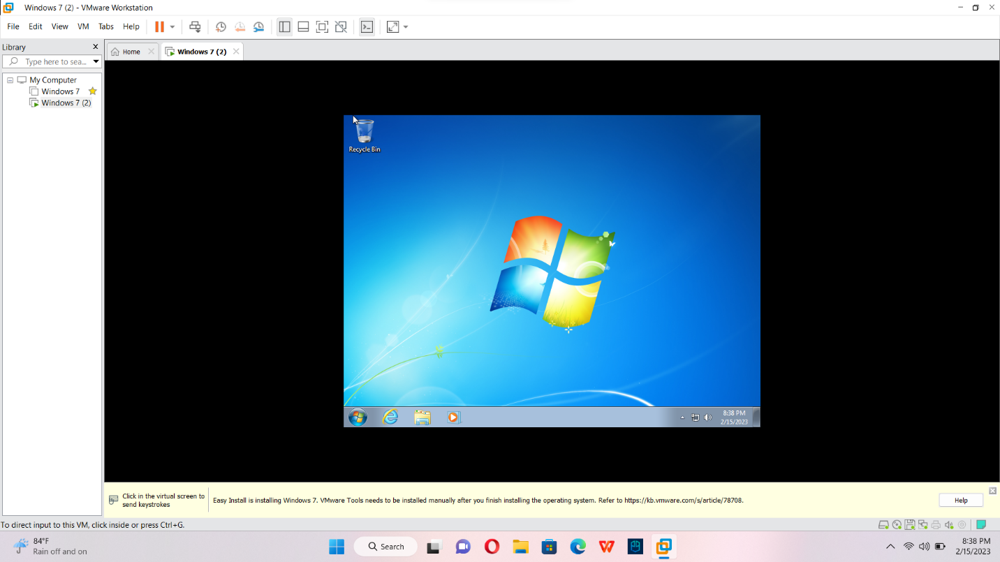 Windows 7 (2) - VMware Workstation
File Edit View VM Tabs Help
Library
Type here to sea...
My Computer
Windows 7
Windows 7 (2)
Home
Windows 7 (2)
Recycle Bin
8:38 PM
2/15/2023
Click in the virtual screen to
send keystrokes
Easy Install is installing Windows 7. VMware Tools needs to be installed manually after you finish installing the operating system. Refer to https://kb.vmware.com/s/article/78708.
Help
To direct input to this VM, click inside or press Ctrl+G.
84°F
Rain off and on
Search
8:38 PM
2/15/2023